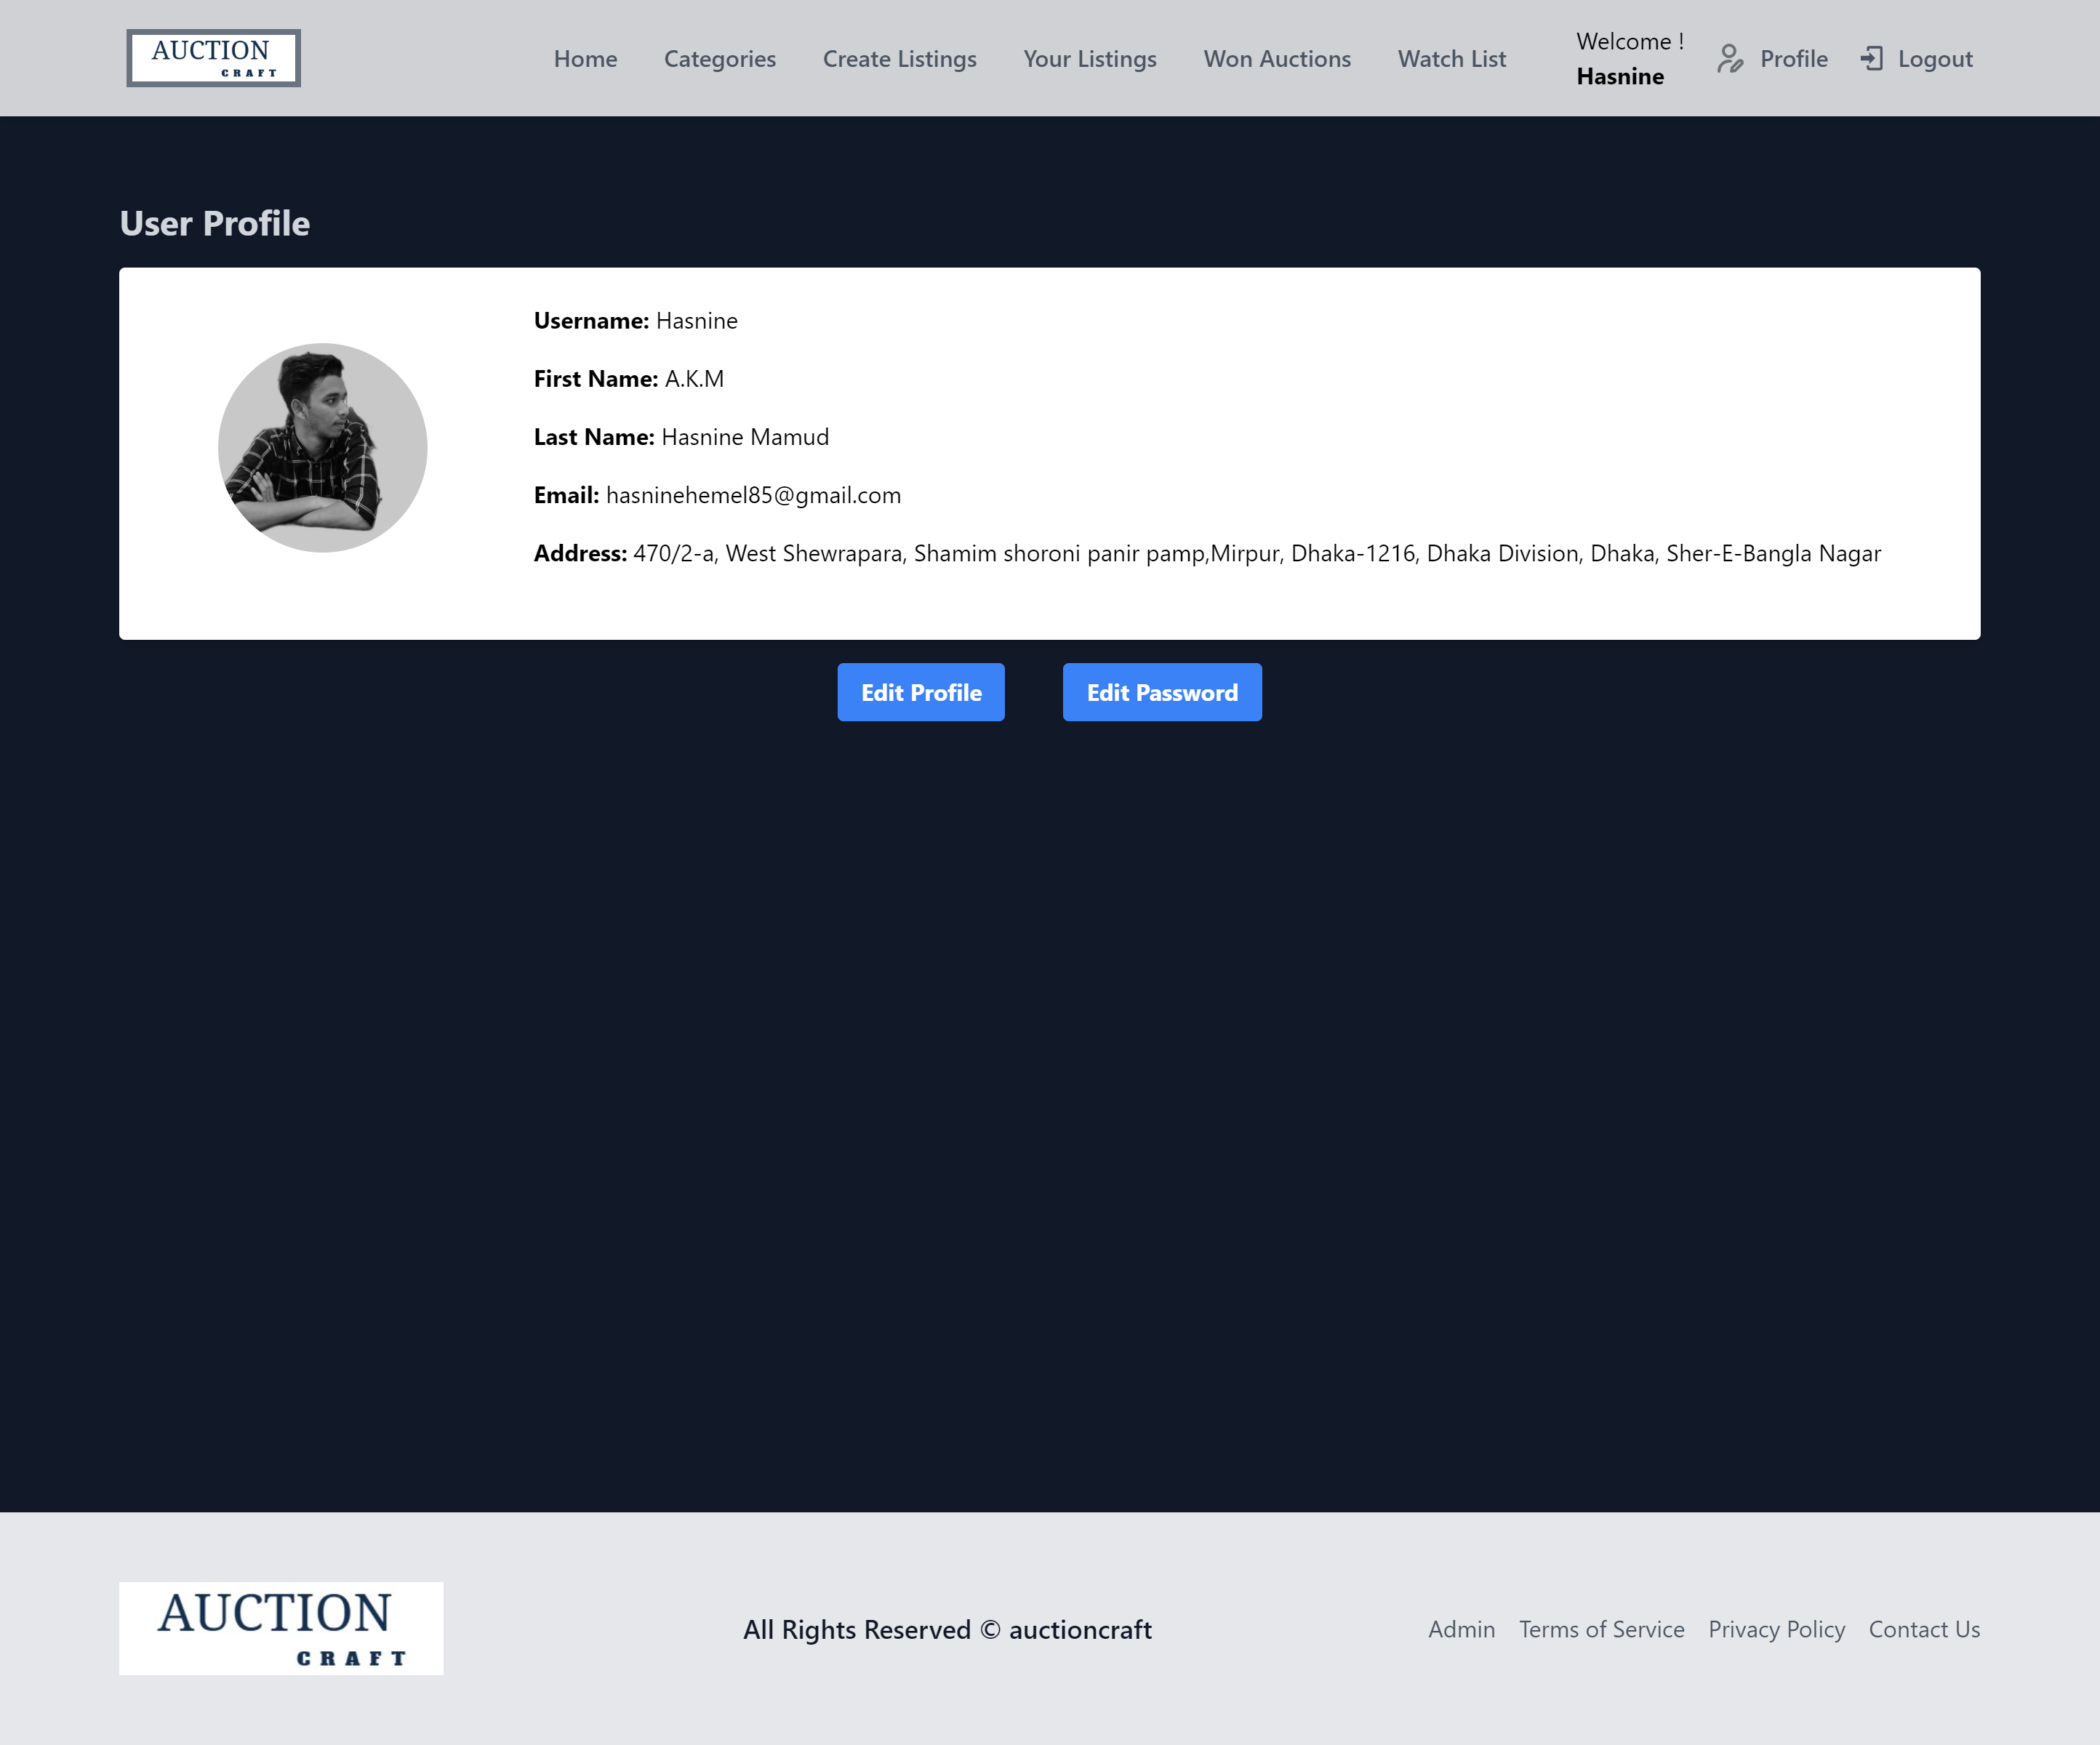 AUCTION
CRAFT
Home Categories Create Listings Your Listings Won Auctions Watch List
Welcome !
Hasnine
Profile Logout
User Profile
Username: Hasnine
First Name: A.K.M
Last Name: Hasnine Mamud
Email: hasninehemel85@gmail.com
Address: 470/2-a, West Shewrapara, Shamim shoroni panir pamp,Mirpur, Dhaka-1216, Dhaka Division, Dhaka, Sher-E-Bangla Nagar
Edit Profile Edit Password
AUCTION
CRAFT
All Rights Reserved © auctioncraft
Admin Terms of Service Privacy Policy Contact Us